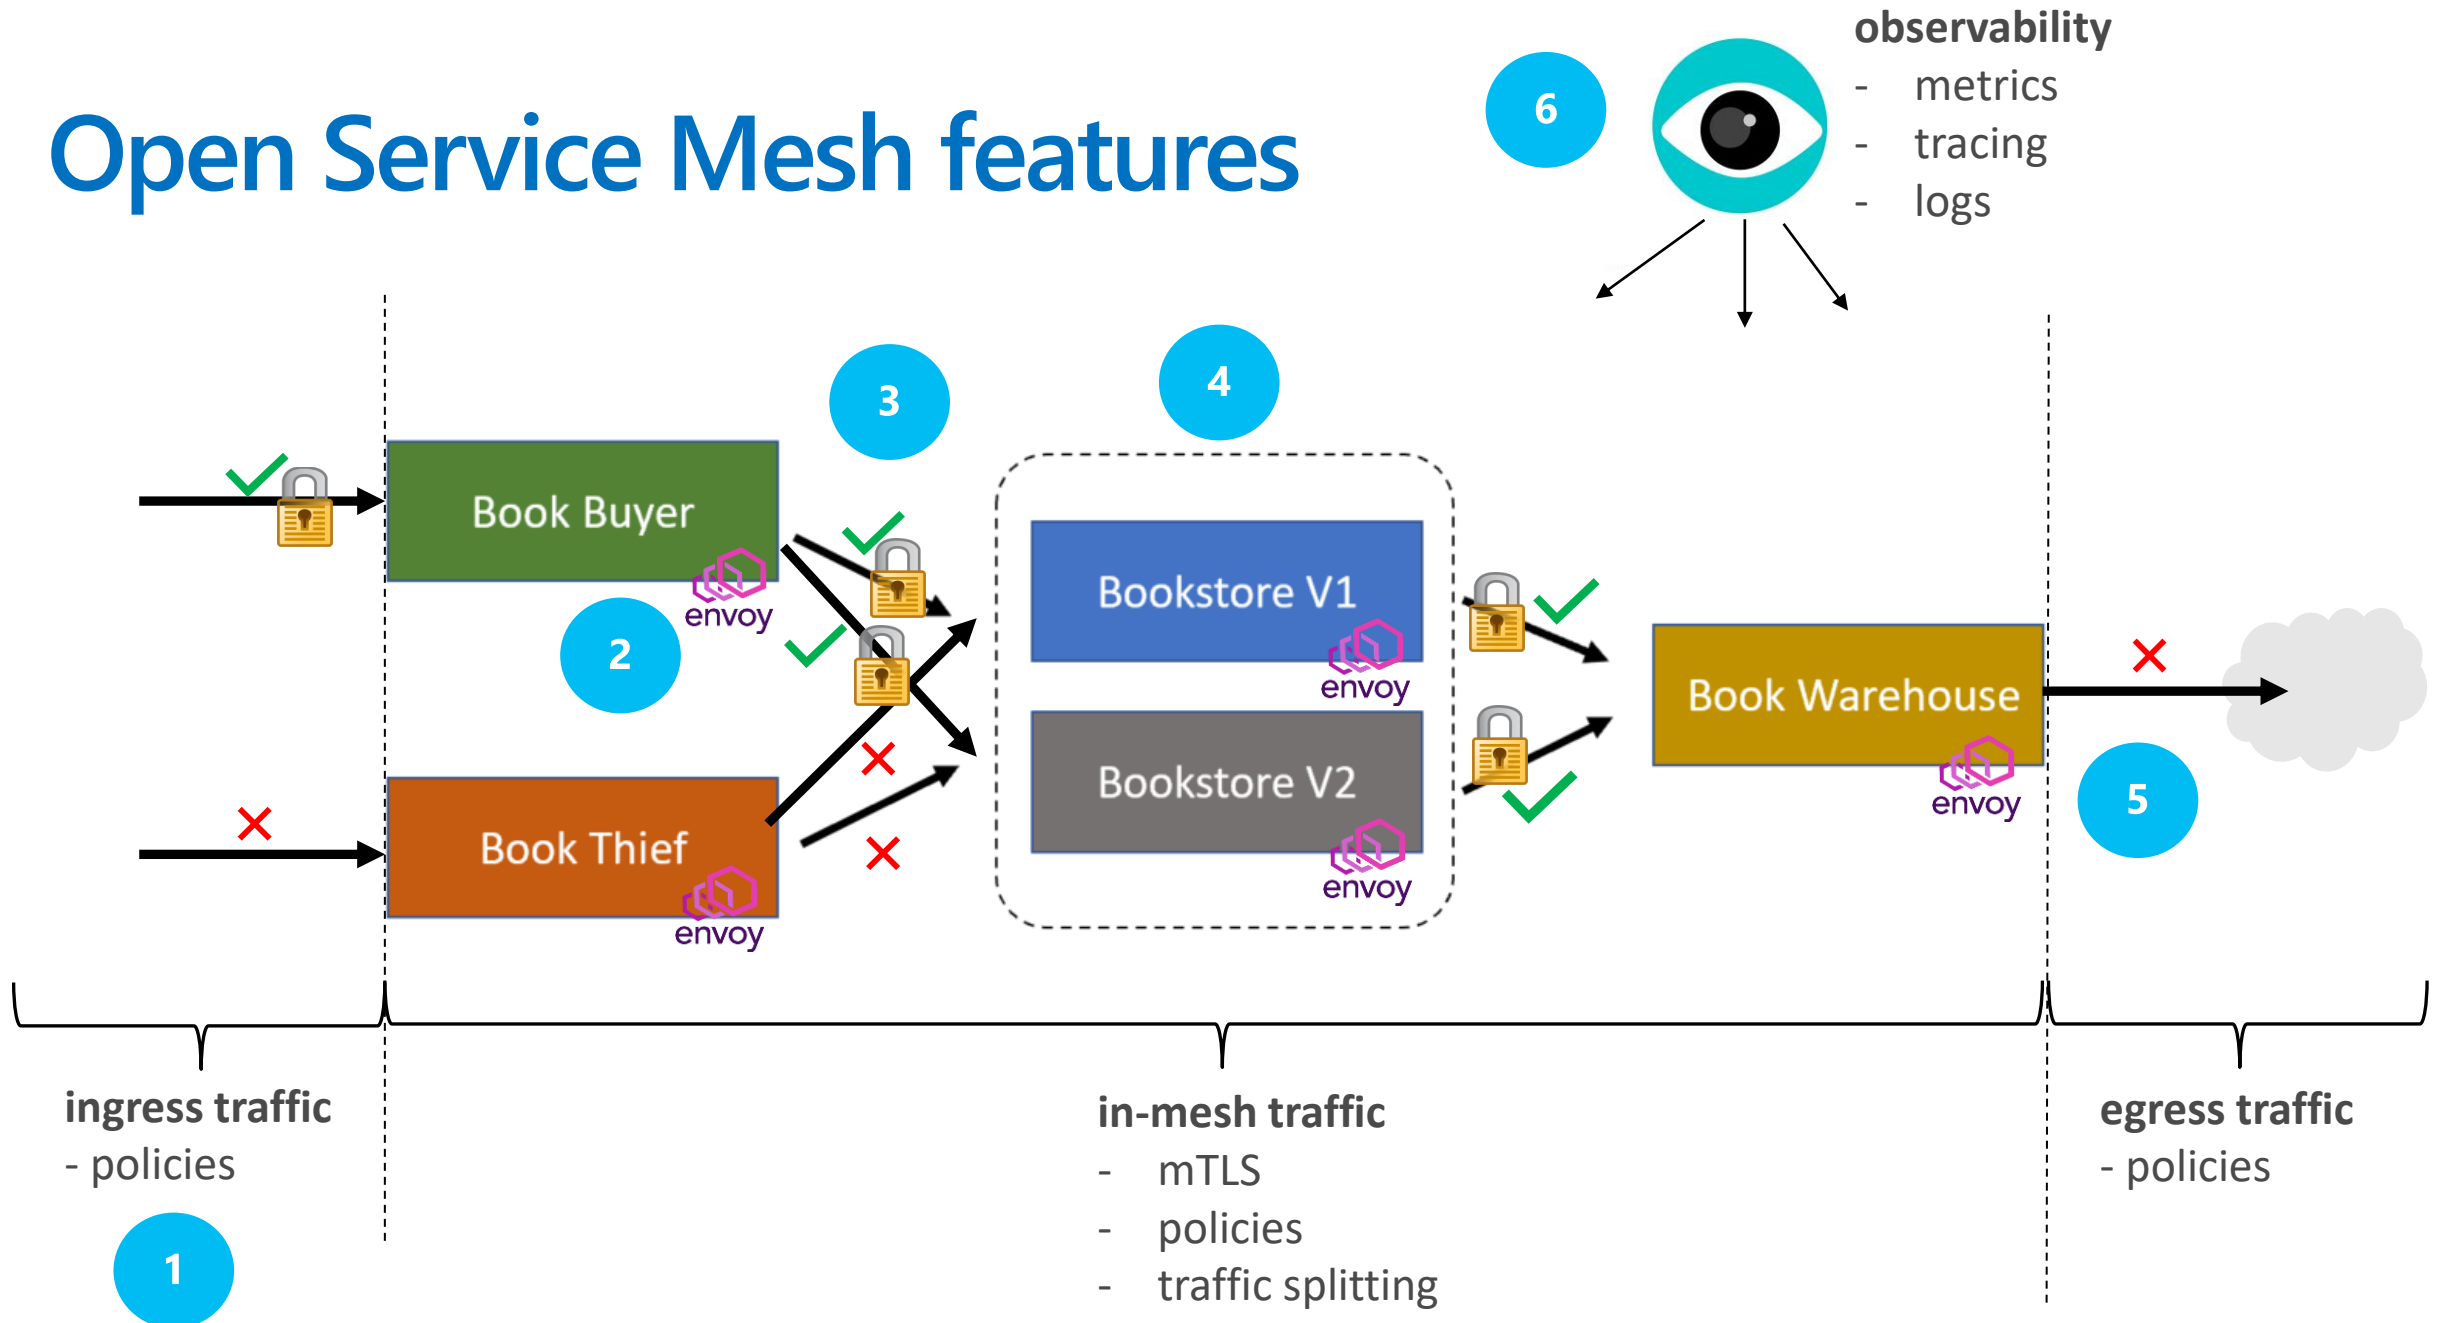 Open Service Mesh features
6
observability
- metrics
- tracing
- logs
3
4
Book Buyer
envoy
2
Book Thief
envoy
Bookstore V1
envoy
Bookstore V2
envoy
Book Warehouse
envoy
5
ingress traffic
- policies
1
in-mesh traffic
- mTLS
- policies
- traffic splitting
egress traffic
- policies